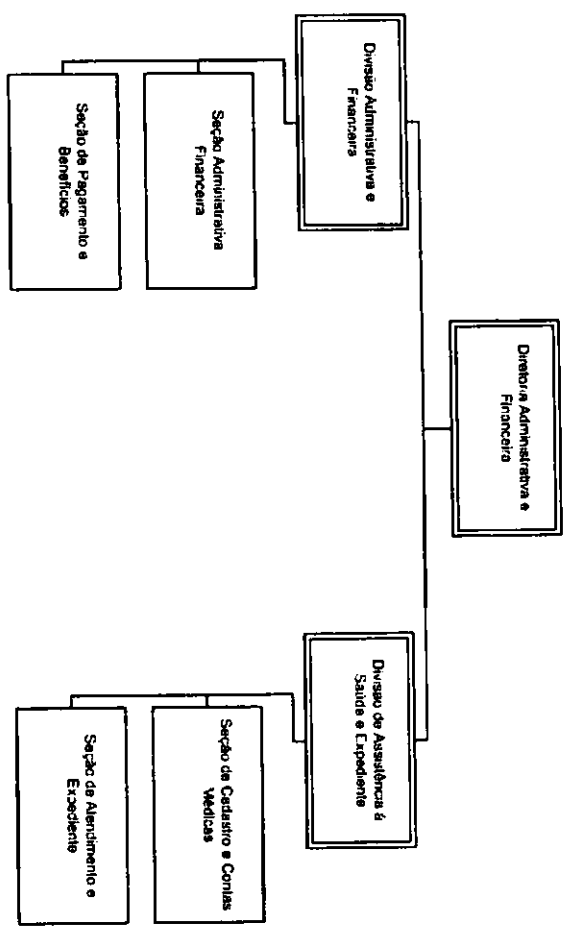 Diretoria Administrativa e
Financeira
Divisão Administrativa e
Financeira
Divisão de Assistência à
Saúde e Expediente
Seção Administrativa
Financeira
Seção de Cadastro e Contas
Médicas
Seção de Pagamento e
Benefícios
Seção de Atendimento e
Expediente